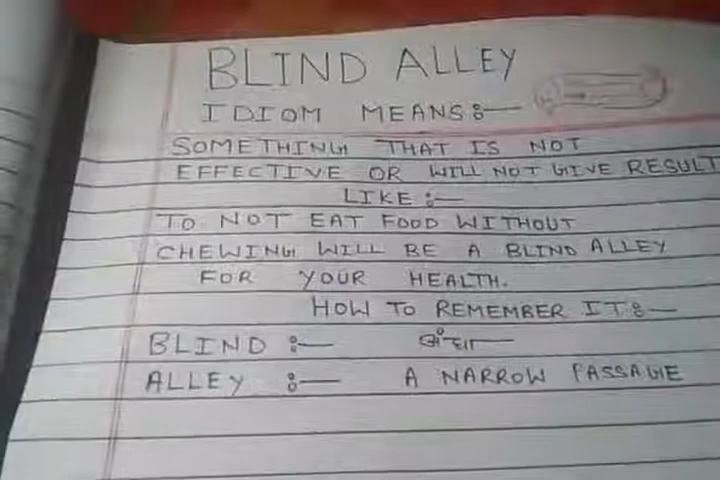 BLIND ALLEY
IDIOM MEANS:—
SOMETHING THAT IS NOT
EFFECTIVE OR WILL NOT GIVE RESULT
LIKE:—
TO NOT EAT FOOD WITHOUT
CHEWING WILL BE A BLIND ALLEY
FOR YOUR HEALTH.
HOW TO REMEMBER IT:—
BLIND :— अंधा
ALLEY :— A NARROW PASSAGE